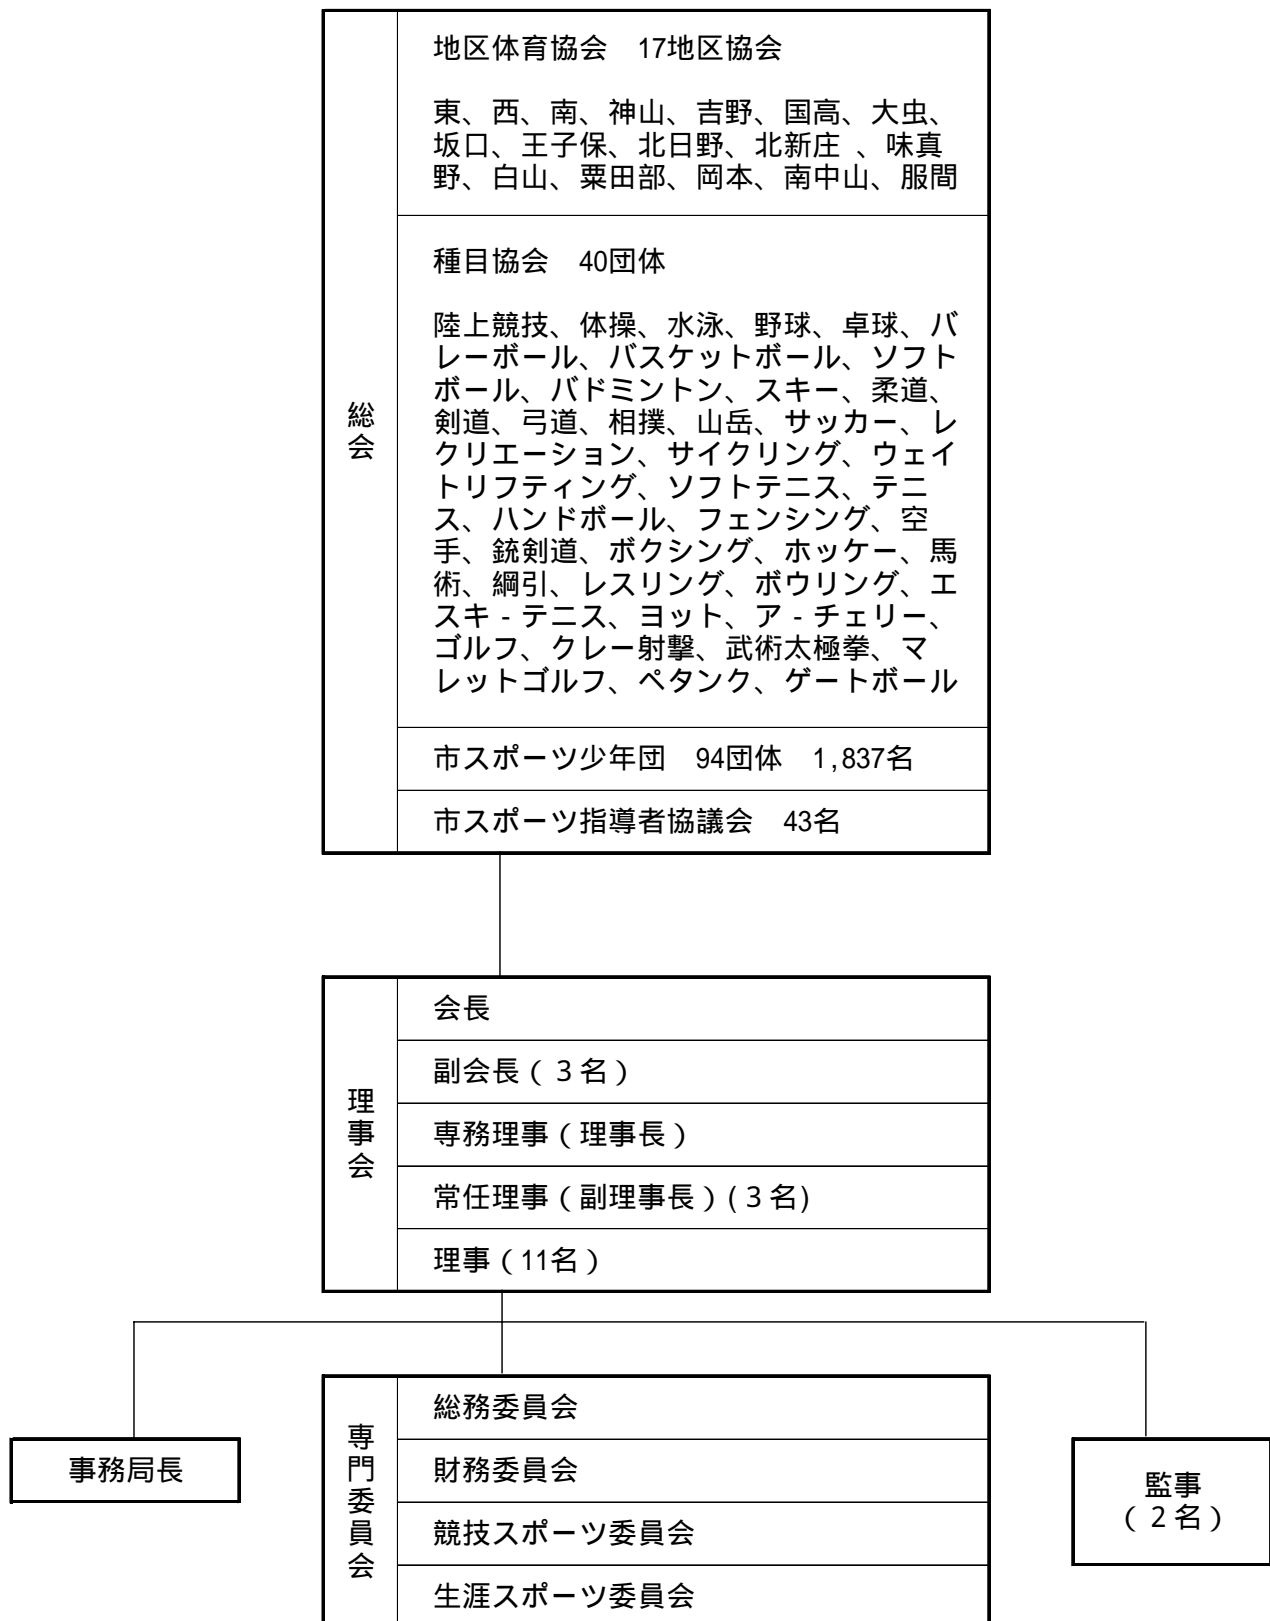 総会
地区体育協会　17地区協会
東、西、南、神山、吉野、国高、大虫、
坂口、王子保、北日野、北新庄 、味真
野、白山、粟田部、岡本、南中山、服間
種目協会　40団体
陸上競技、体操、水泳、野球、卓球、バ
レーボール、バスケットボール、ソフト
ボール、バドミントン、スキー、柔道、
剣道、弓道、相撲、山岳、サッカー、レ
クリエーション、サイクリング、ウェイ
トリフティング、ソフトテニス、テニ
ス、ハンドボール、フェンシング、空
手、銃剣道、ボクシング、ホッケー、馬
術、綱引、レスリング、ボウリング、エ
スキ‐テニス、ヨット、ア‐チェリー、
ゴルフ、クレー射撃、武術太極拳、マ
レットゴルフ、ペタンク、ゲートボール
市スポーツ少年団　94団体　1,837名
市スポーツ指導者協議会　43名
理事会
会長
副会長（３名）
専務理事（理事長）
常任理事（副理事長）(３名)
理事（11名）
事務局長
専門委員会
総務委員会
財務委員会
競技スポーツ委員会
生涯スポーツ委員会
監事
（２名）